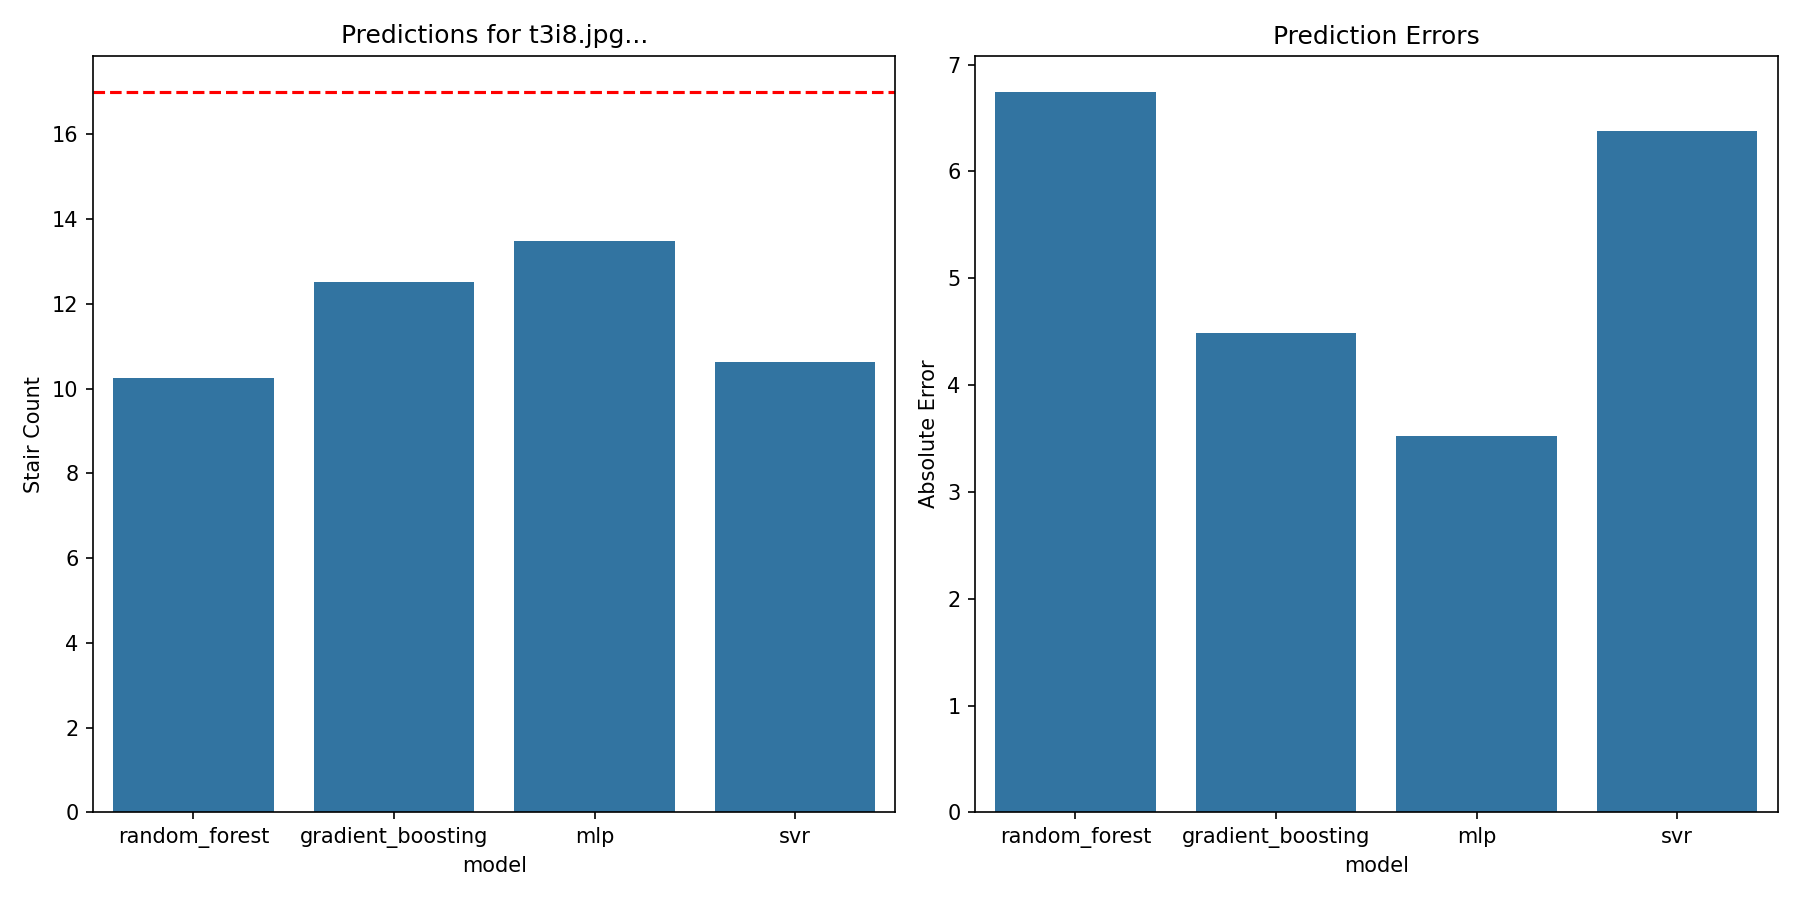 Predictions for t3i8.jpg...
Stair Count
16
14
12
10
8
6
4
2
0
random_forest gradient_boosting mlp svr
model
Prediction Errors
Absolute Error
7
6
5
4
3
2
1
0
random_forest gradient_boosting mlp svr
model